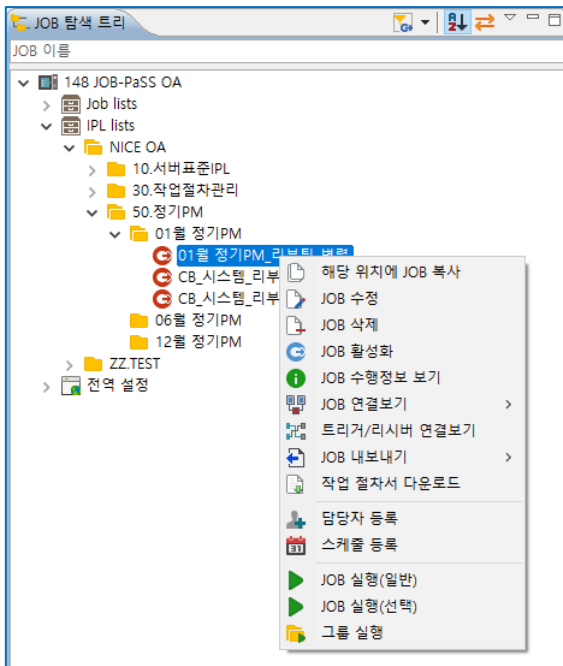 JOB 탐색 트리
JOB 이름
148 JOB-PaSS OA
Job lists
IPL lists
NICE OA
10.서버표준IPL
30.작업절차관리
50.정기PM
01월 정기PM
01월 정기PM_리부팅_병렬
CB_시스템_리부
CB_시스템_리부
06월 정기PM
12월 정기PM
ZZ.TEST
전역 설정
해당 위치에 JOB 복사
JOB 수정
JOB 삭제
JOB 활성화
JOB 수행정보 보기
JOB 연결보기
트리거/리시버 연결보기
JOB 내보내기
작업 절차서 다운로드
담당자 등록
스케줄 등록
JOB 실행(일반)
JOB 실행(선택)
그룹 실행